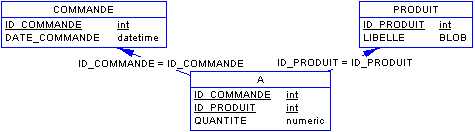 COMMANDE
ID_COMMANDE int
DATE_COMMANDE datetime
PRODUIT
ID_PRODUIT int
LIBELLE BLOB
ID_COMMANDE = ID_COMMANDE
ID_PRODUIT = ID_PRODUIT
A
ID_COMMANDE int
ID_PRODUIT int
QUANTITE numeric